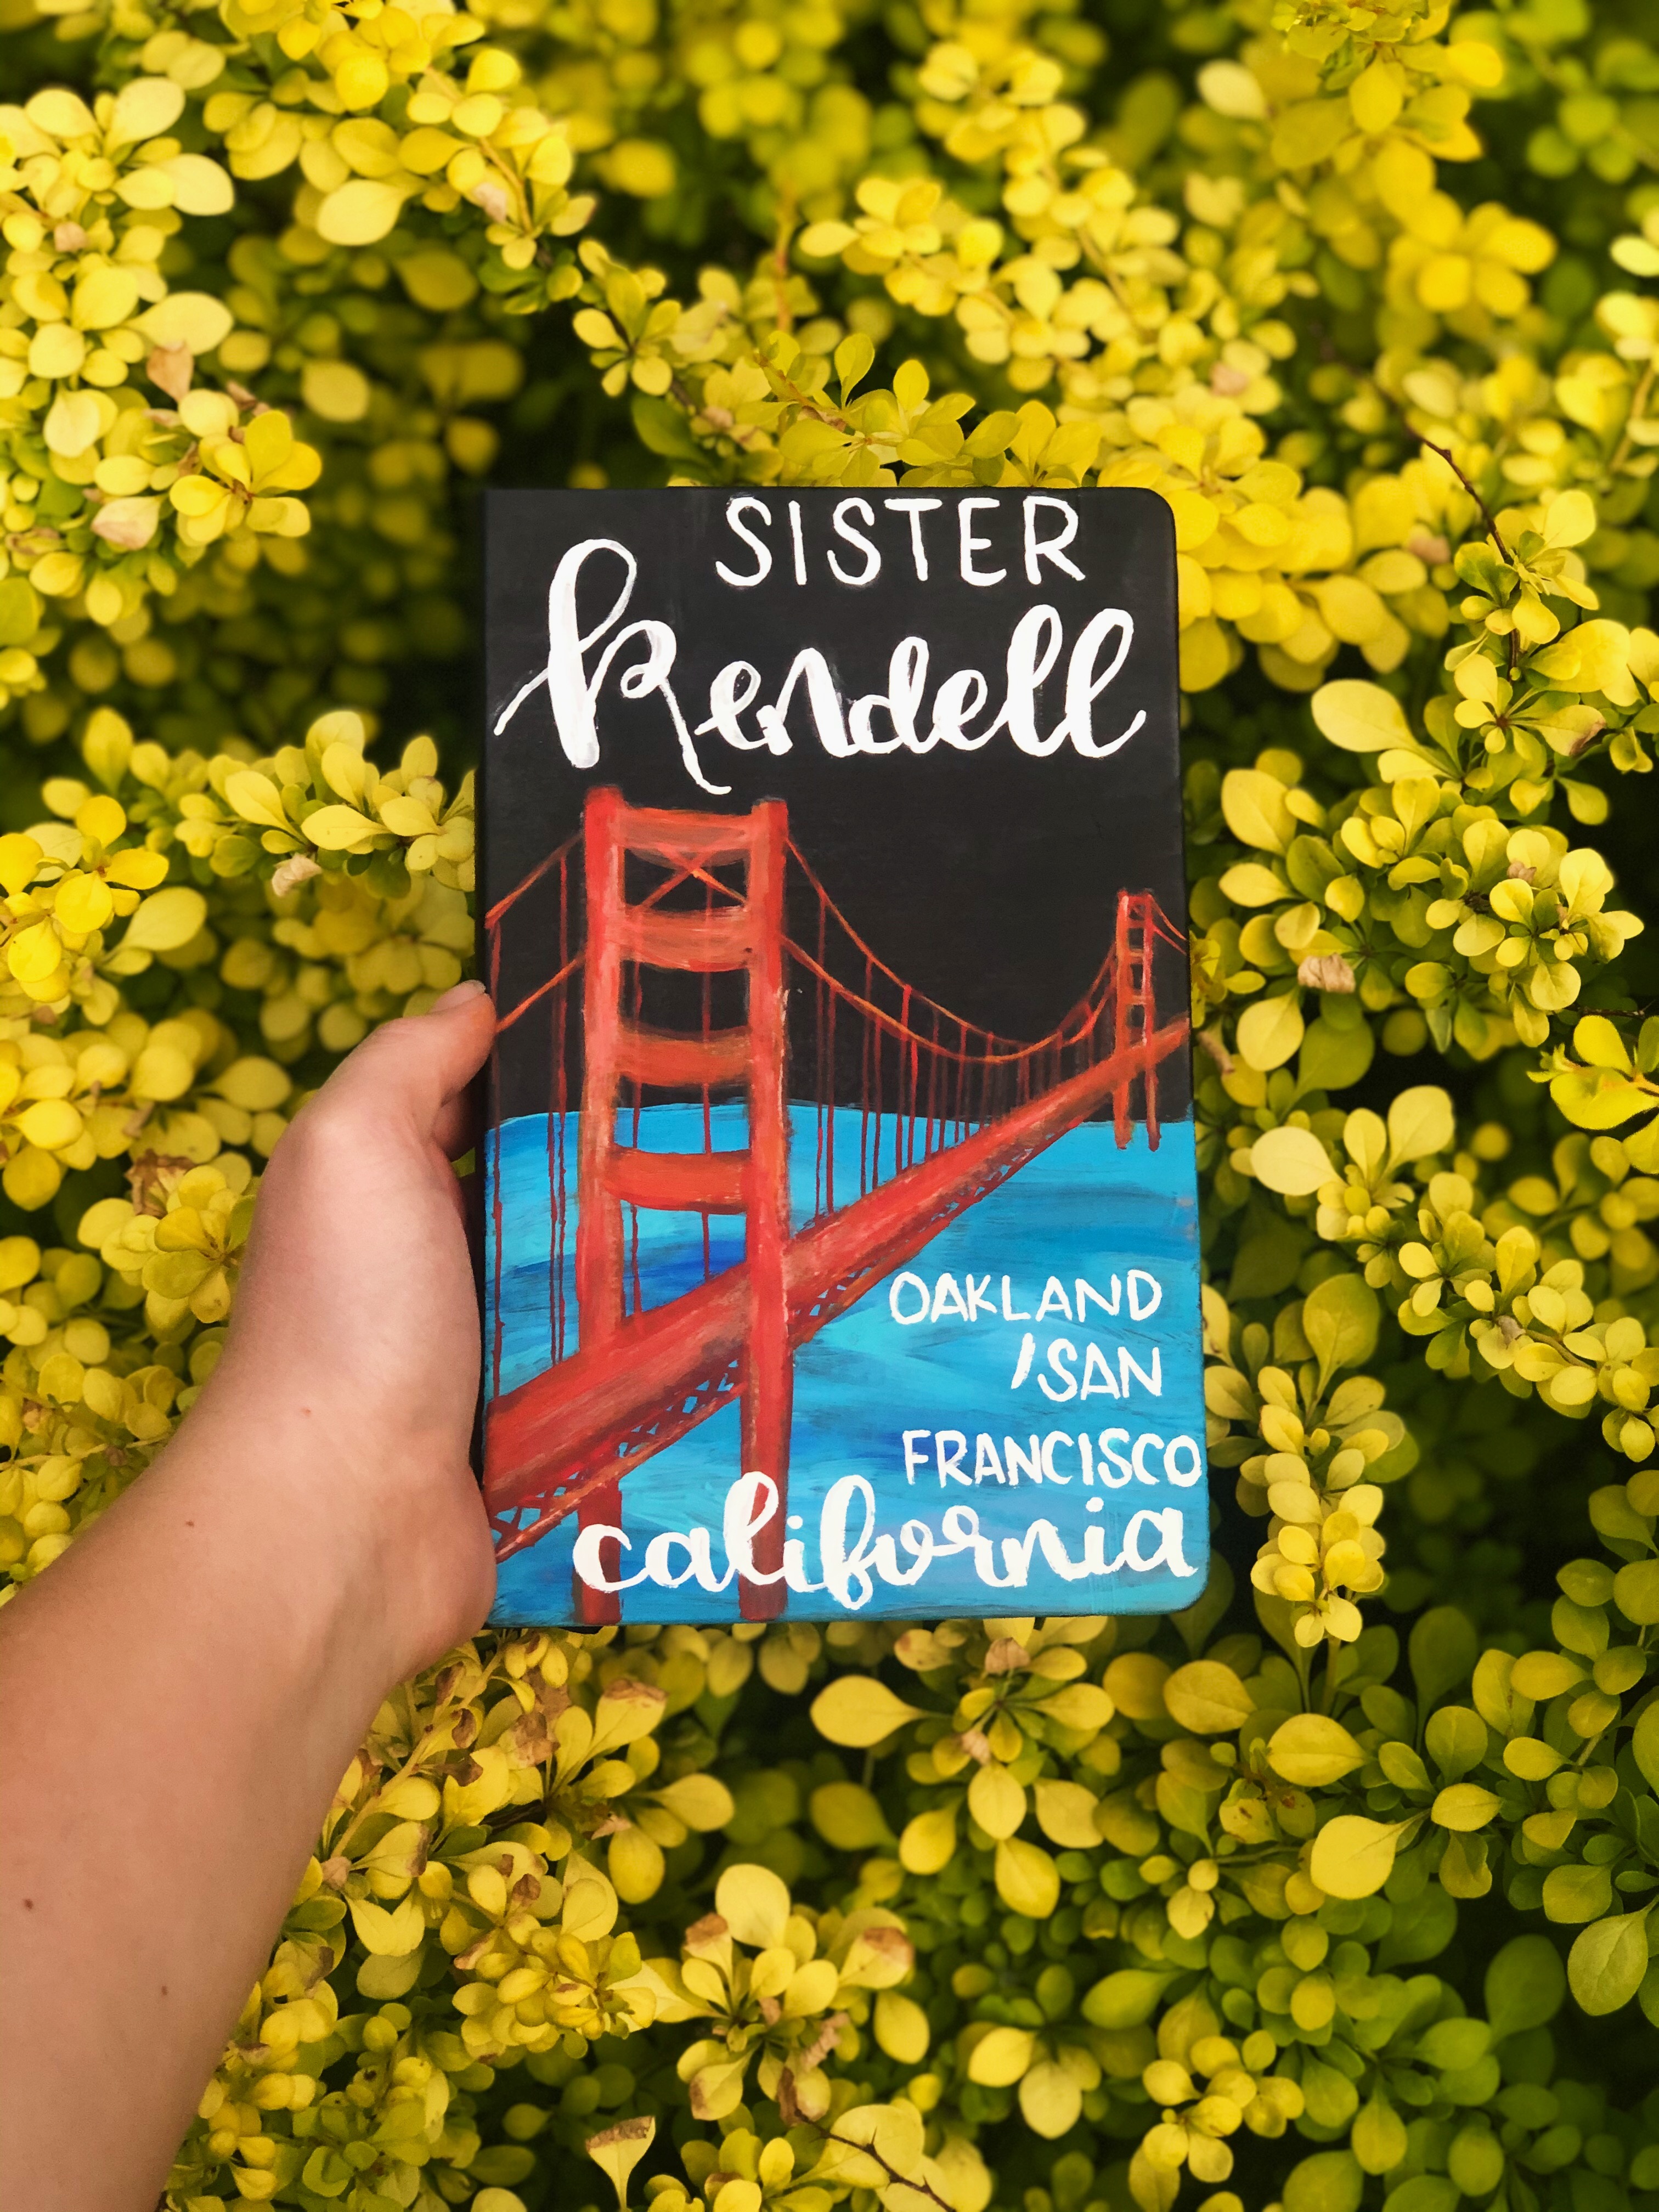 SISTER
Kendell
OAKLAND
/SAN
FRANCISCO
california